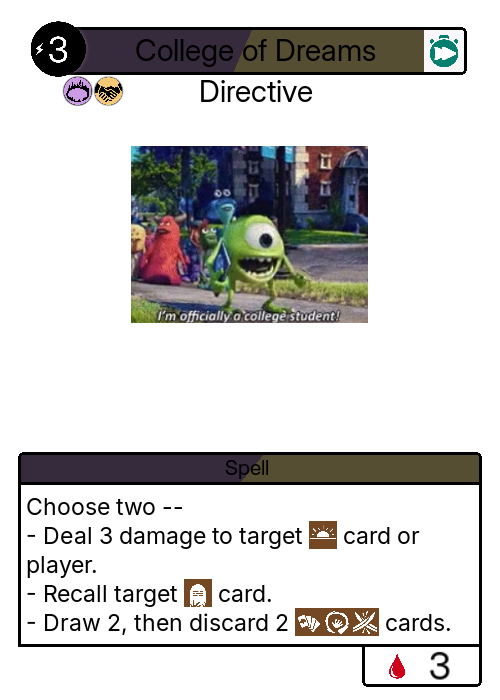 3
College of Dreams
Directive
I'm officially a college student!
Spell
Choose two --
- Deal 3 damage to target card or
player.
- Recall target card.
- Draw 2, then discard 2 cards.
3